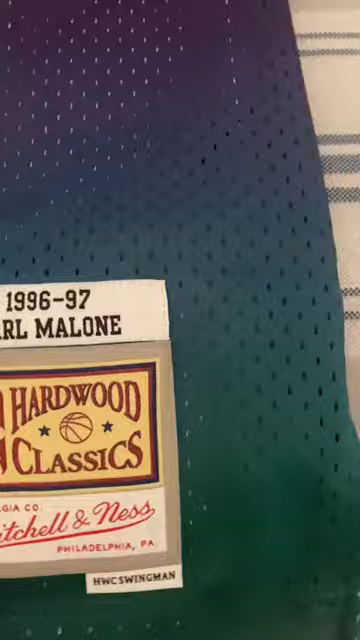 1996-97
RL MALONE
HARDWOOD
CLASSICS
GIA CO.
itchell & Ness
PHILADELPHIA, PA.
HWCSWINGMAN